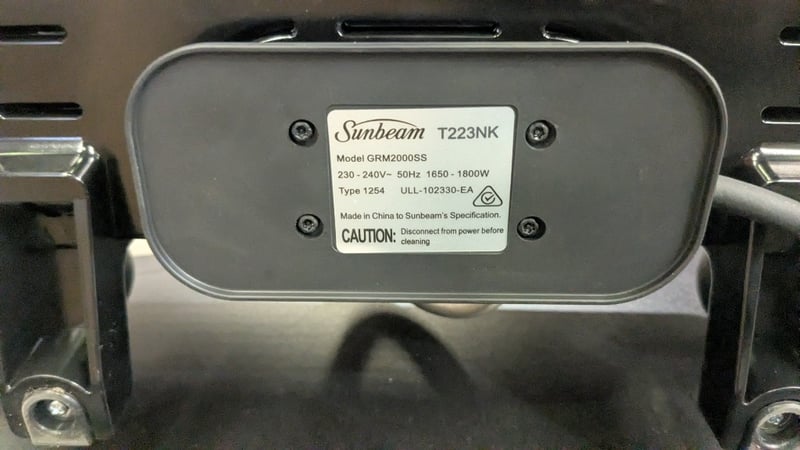 Sunbeam T223NK
Model GRM2000SS
230 - 240V~ 50Hz 1650 - 1800W
Type 1254 ULL-102330-EA
Made in China to Sunbeam's Specification.
CAUTION: Disconnect from power before
cleaning